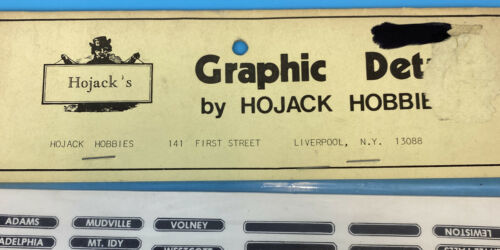 Hojack's
Graphic Det
by HOJACK HOBBIE
HOJACK HOBBIES 141 FIRST STREET LIVERPOOL, N.Y. 13088
ADAMS MUDVILLE VOLNEY
ADELPHIA MT. IDY
LEWISTON